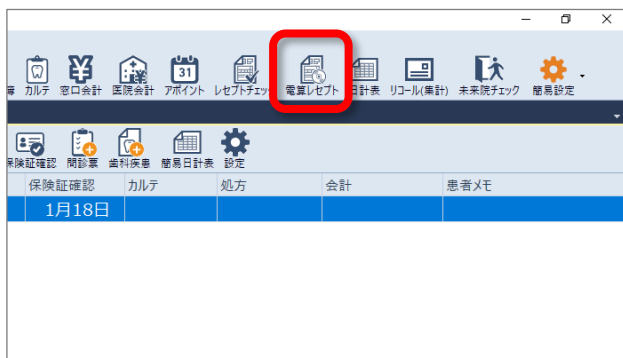 カルテ 窓口会計 医院会計 アポイント レセプトチェック 電算レセプト 日計表 リコール(集計) 未来院チェック 簡易設定
31
保険証確認 問診票 歯科疾患 簡易日計表 設定
保険証確認 カルテ 処方 会計 患者メモ
1月18日